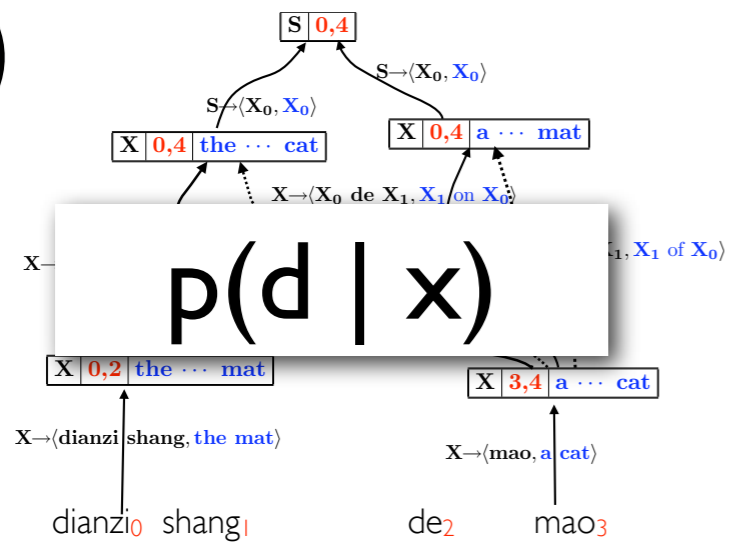 S 0,4
S→⟨X₀, X₀⟩
S→⟨X₀, X₀⟩
X 0,4 the ··· cat
X 0,4 a ··· mat
X→⟨X₀ de X₁, X₁ on X₀⟩
X→
X₁, X₁ of X₀⟩
p(d | x)
X 0,2 the ··· mat
X 3,4 a ··· cat
X→⟨dianzi shang, the mat⟩
X→⟨mao, a cat⟩
dianzi₀ shang₁ de₂ mao₃